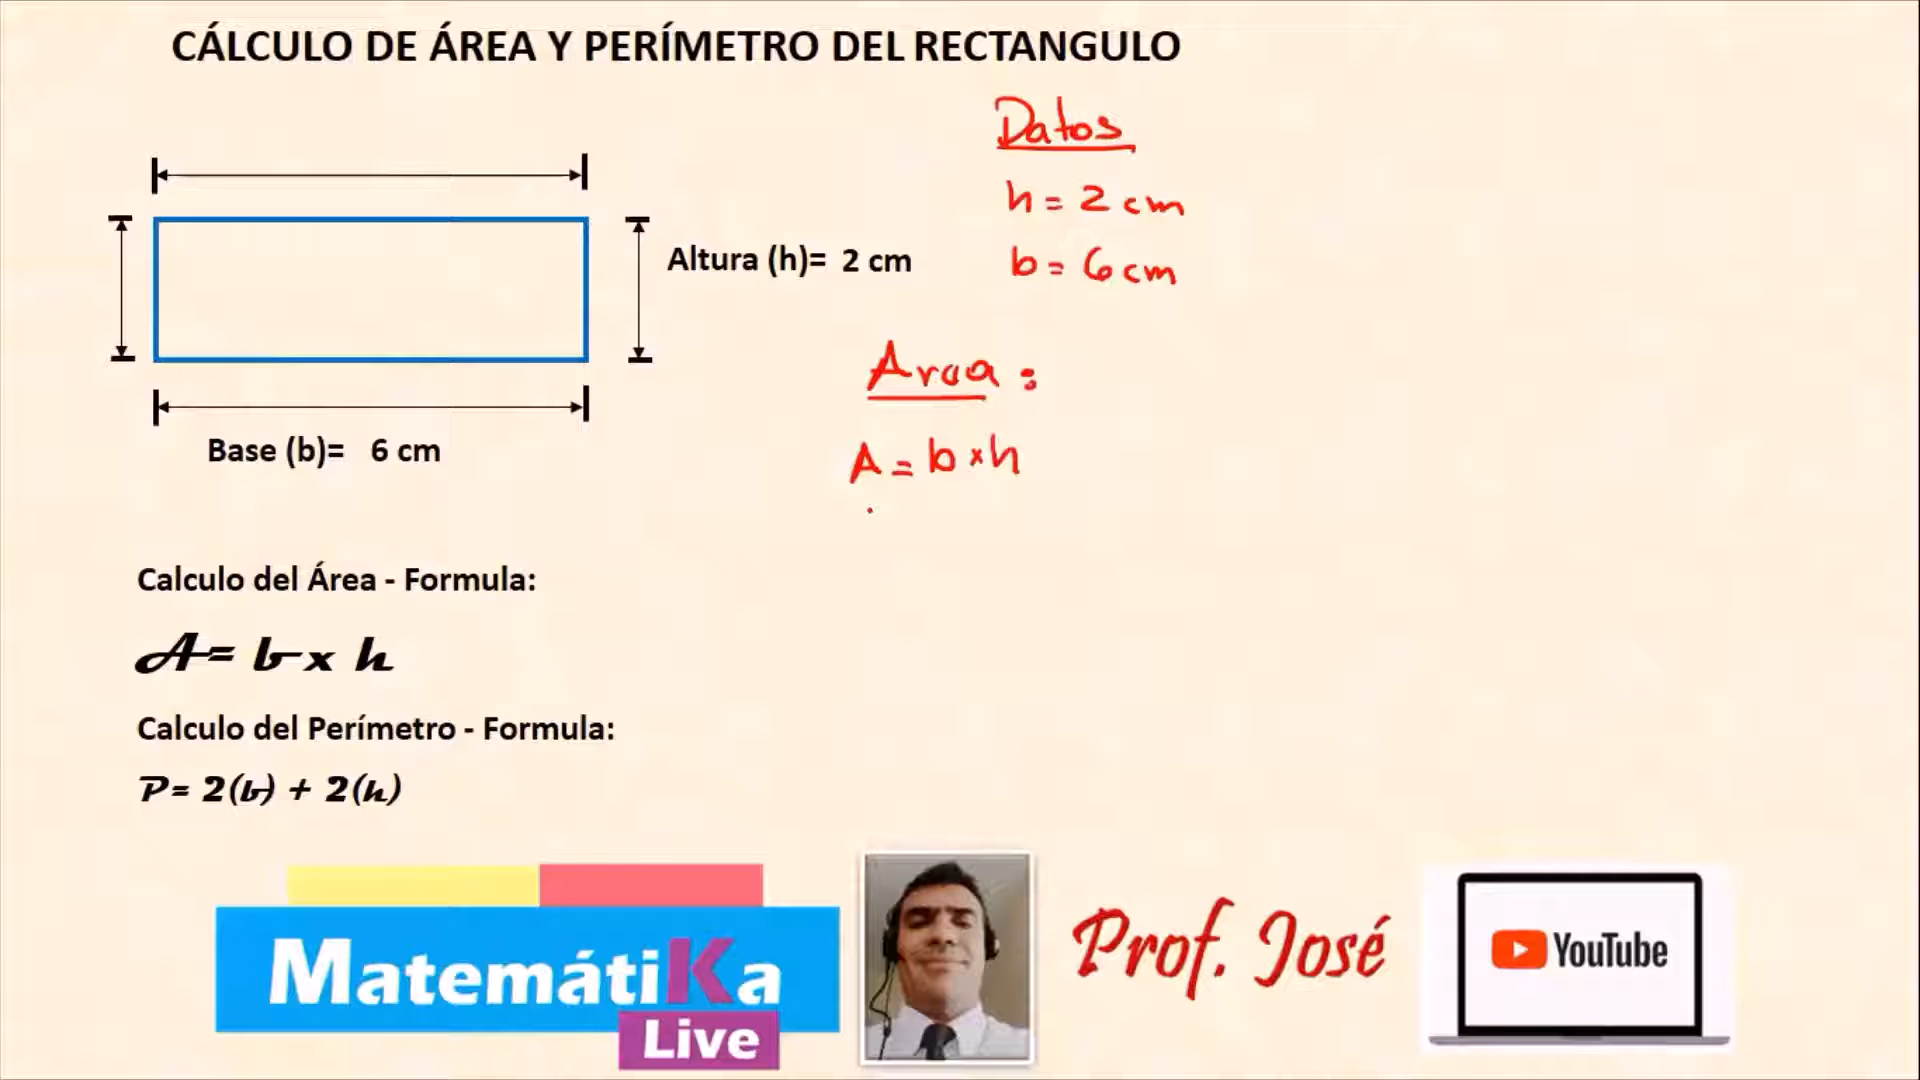 CÁLCULO DE ÁREA Y PERÍMETRO DEL RECTANGULO
Datos
h = 2 cm
Altura (h)= 2 cm
b = 6 cm
Area :
Base (b)= 6 cm
A = b × h
Calculo del Área - Formula:
A= b x h
Calculo del Perímetro - Formula:
P= 2(b) + 2(h)
MatemátiKa
Live
Prof. José
YouTube